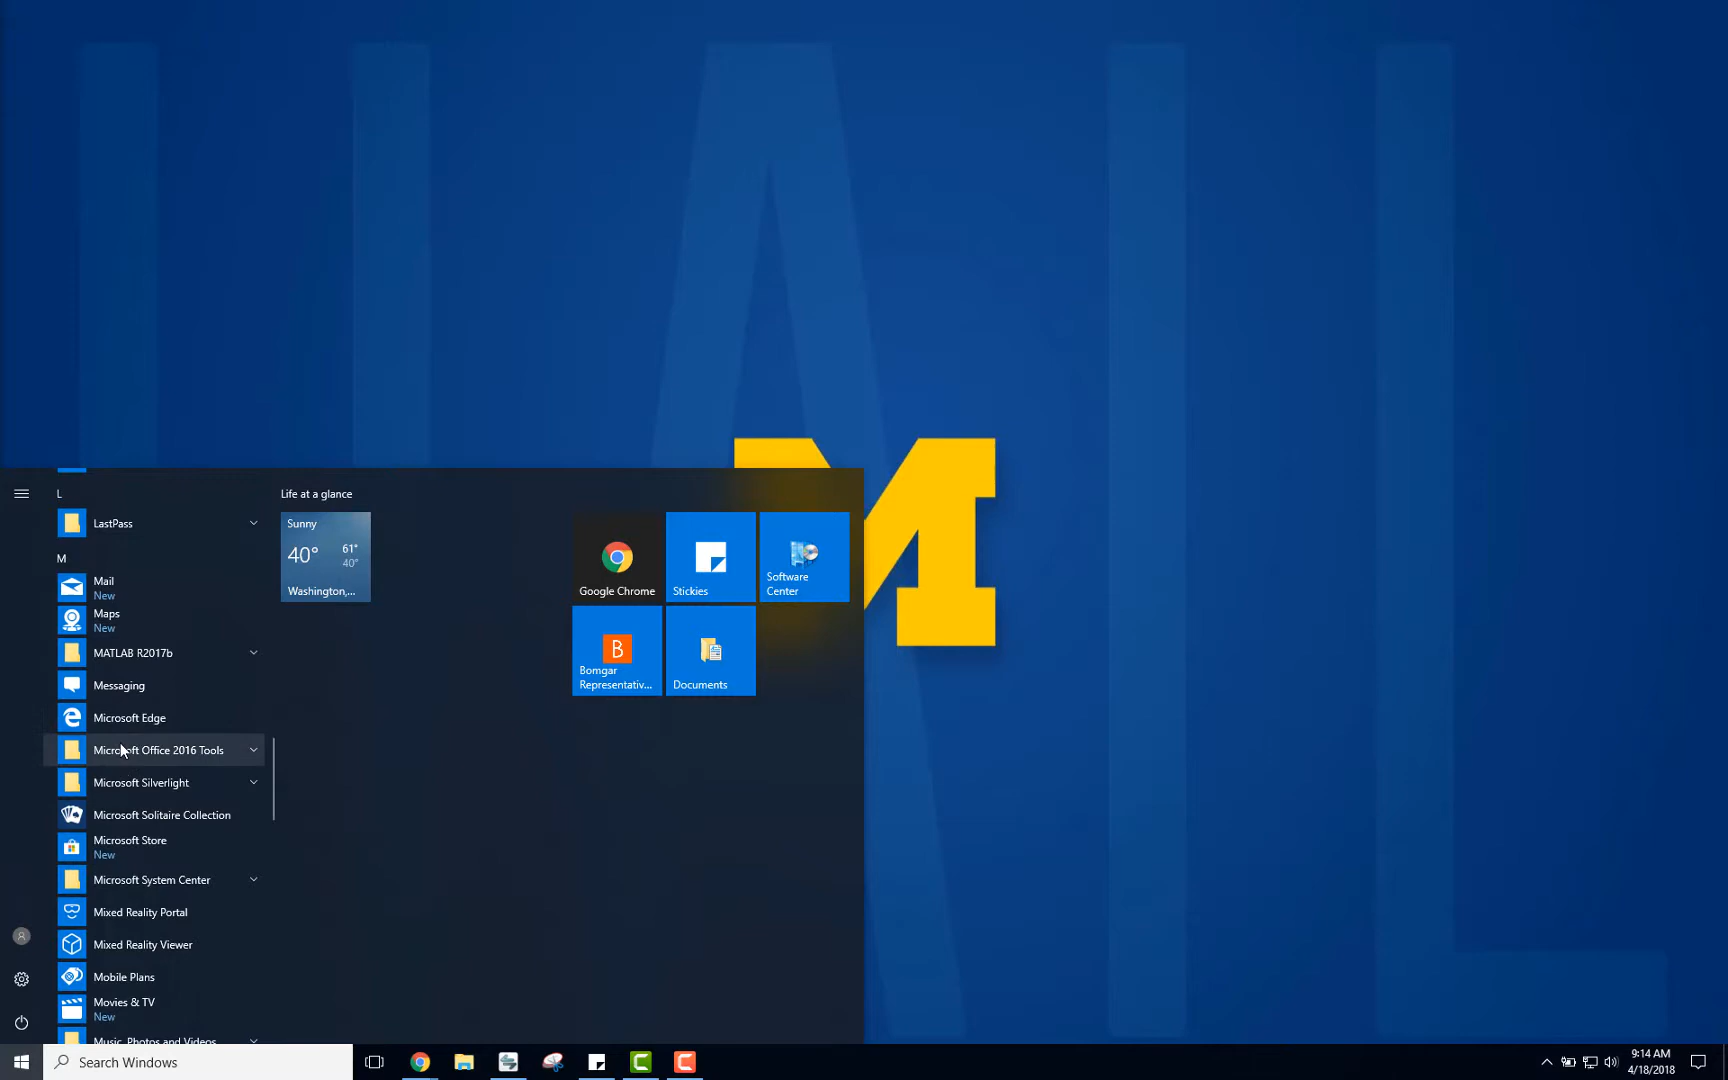 L
LastPass
M
Mail
New
Maps
New
MATLAB R2017b
Messaging
Microsoft Edge
Microsoft Office 2016 Tools
Microsoft Silverlight
Microsoft Solitaire Collection
Microsoft Store
New
Microsoft System Center
Mixed Reality Portal
Mixed Reality Viewer
Mobile Plans
Movies & TV
New
Music, Photos and Videos
Life at a glance
Sunny
40° 61°
40°
Washington,...
Google Chrome
Stickies
Software
Center
B
Bomgar
Representativ...
Documents
M
HAIL
Search Windows
9:14 AM
4/18/2018